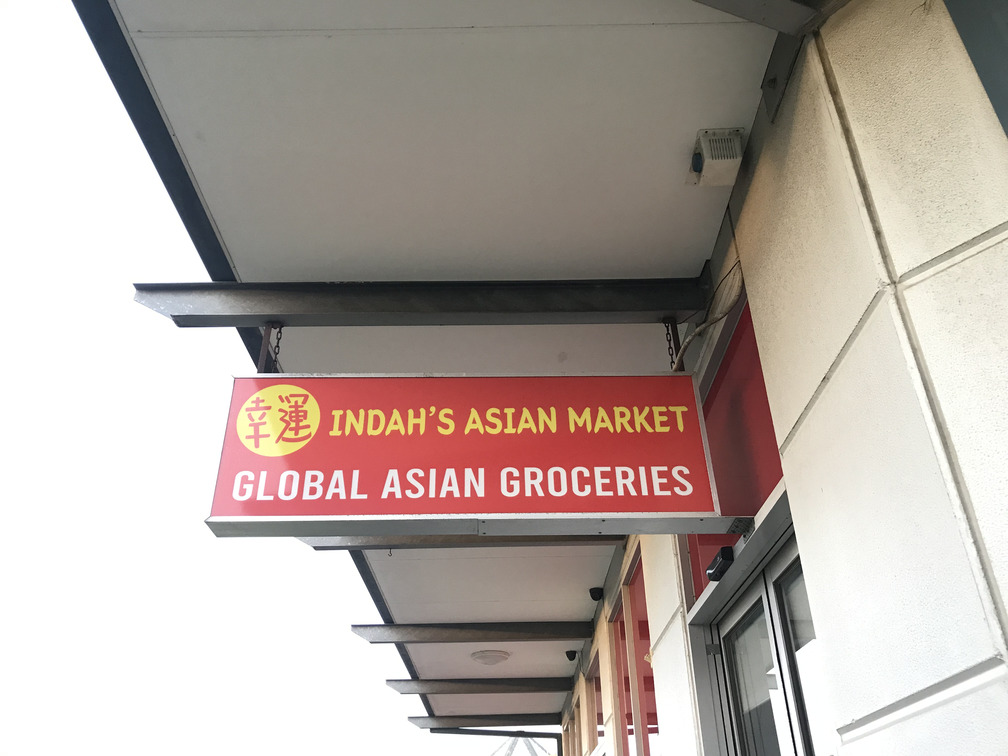 幸運 INDAH'S ASIAN MARKET
GLOBAL ASIAN GROCERIES